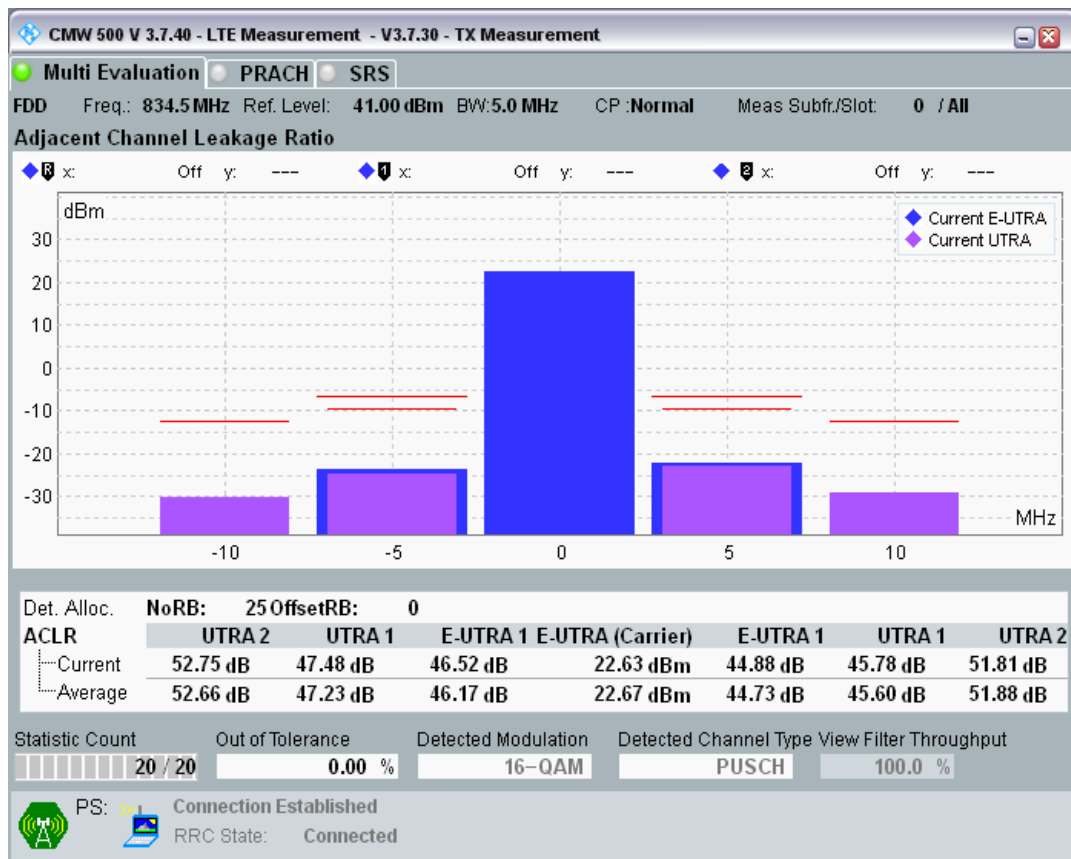 CMW 500 V 3.7.40 - LTE Measurement - V3.7.30 - TX Measurement
Multi Evaluation PRACH SRS
FDD Freq.: 834.5 MHz Ref. Level: 41.00 dBm BW: 5.0 MHz CP : Normal Meas Subfr./Slot: 0 / All
Adjacent Channel Leakage Ratio
R x: Off y: --- 1 x: Off y: --- 2 x: Off y: ---
dBm
Current E-UTRA
Current UTRA
30
20
10
0
-10
-20
-30
MHz
-10 -5 0 5 10
Det. Alloc. NoRB: 25 OffsetRB: 0
ACLR UTRA 2 UTRA 1 E-UTRA 1 E-UTRA (Carrier) E-UTRA 1 UTRA 1 UTRA 2
Current 52.75 dB 47.48 dB 46.52 dB 22.63 dBm 44.88 dB 45.78 dB 51.81 dB
Average 52.66 dB 47.23 dB 46.17 dB 22.67 dBm 44.73 dB 45.60 dB 51.88 dB
Statistic Count Out of Tolerance Detected Modulation Detected Channel Type View Filter Throughput
20 / 20 0.00 % 16-QAM PUSCH 100.0 %
PS: Connection Established
RRC State: Connected